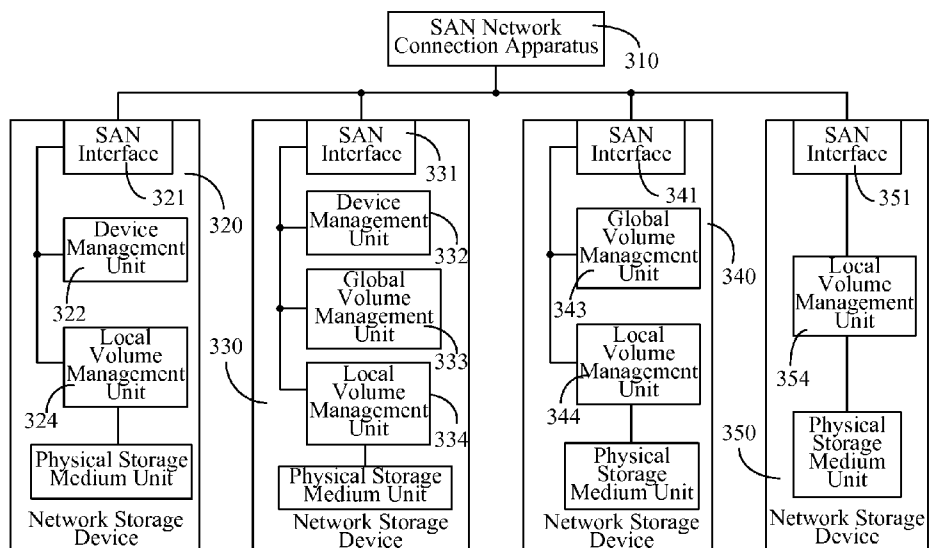 SAN Network
Connection Apparatus
310
SAN
Interface
321
320
Device
Management
Unit
322
Local
Volume
Management
Unit
324
Physical Storage
Medium Unit
Network Storage
Device
SAN
Interface
331
Device
Management
Unit
332
Global
Volume
Management
Unit
333
330
Local
Volume
Management
Unit
334
Physical Storage
Medium Unit
Network Storage
Device
SAN
Interface
341
Global
Volume
Management
Unit
340
343
Local
Volume
Management
Unit
344
Physical
Storage
Medium Unit
Network Storage
Device
SAN
Interface
351
Local
Volume
Management
Unit
354
350
Physical
Storage
Medium
Unit
Network Storage
Device